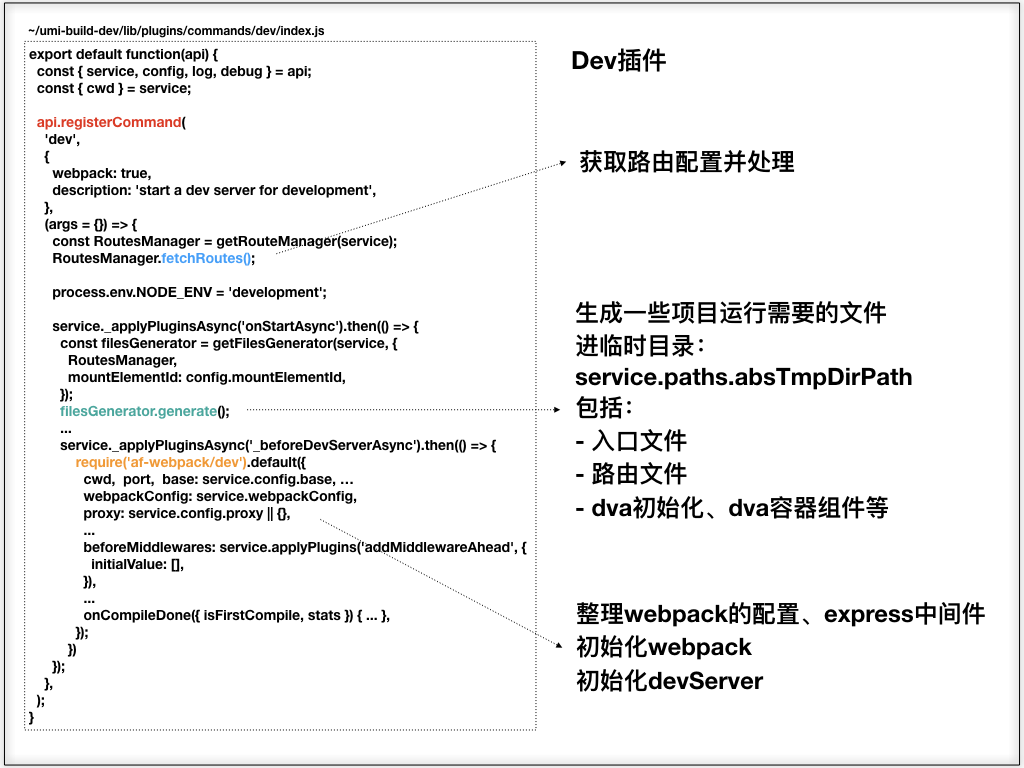 ~/umi-build-dev/lib/plugins/commands/dev/index.js
export default function(api) {
const { service, config, log, debug } = api;
const { cwd } = service;
api.registerCommand(
'dev',
{
webpack: true,
description: 'start a dev server for development',
},
(args = {}) => {
const RoutesManager = getRouteManager(service);
RoutesManager.fetchRoutes();
process.env.NODE_ENV = 'development';
service._applyPluginsAsync('onStartAsync').then(() => {
const filesGenerator = getFilesGenerator(service, {
RoutesManager,
mountElementId: config.mountElementId,
});
filesGenerator.generate();
...
service._applyPluginsAsync('_beforeDevServerAsync').then(() => {
require('af-webpack/dev').default({
cwd, port, base: service.config.base, …
webpackConfig: service.webpackConfig,
proxy: service.config.proxy || {},
...
beforeMiddlewares: service.applyPlugins('addMiddlewareAhead', {
initialValue: [],
}),
...
onCompileDone({ isFirstCompile, stats }) { ... },
});
})
});
},
);
}
Dev插件
获取路由配置并处理
生成一些项目运行需要的文件
进临时目录：
service.paths.absTmpDirPath
包括：
- 入口文件
- 路由文件
- dva初始化、dva容器组件等
整理webpack的配置、express中间件
初始化webpack
初始化devServer